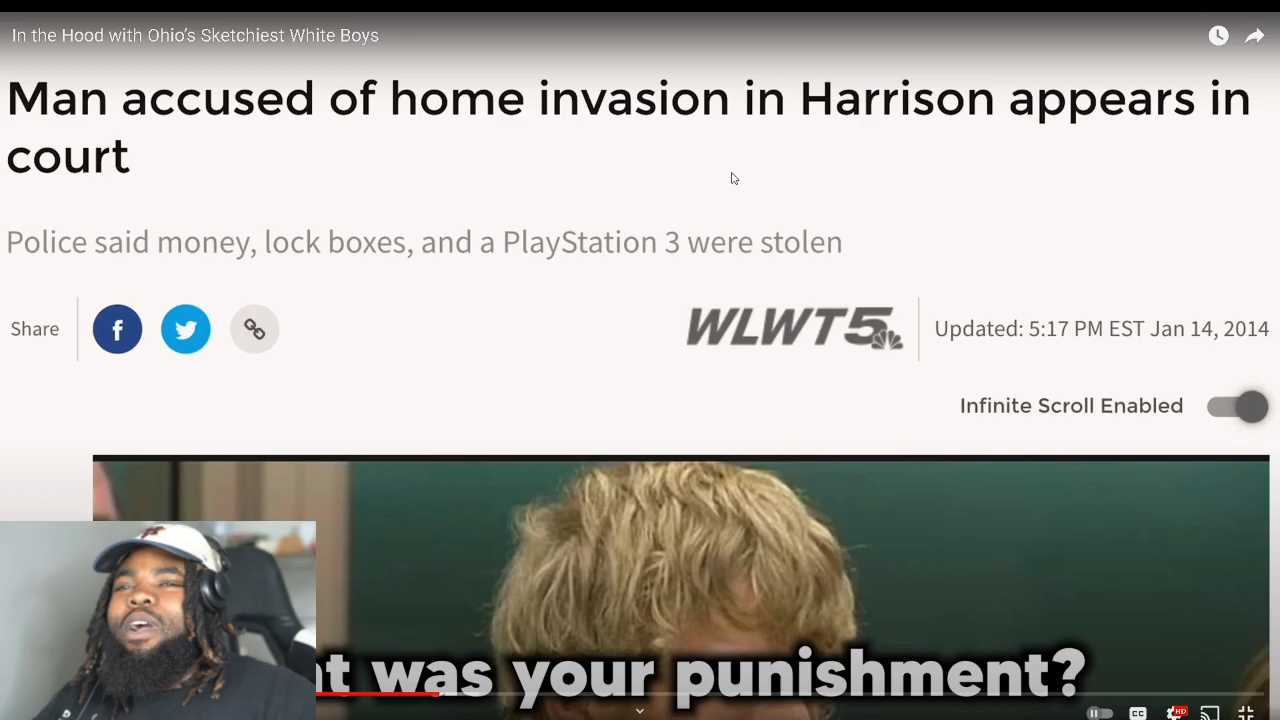 In the Hood with Ohio's Sketchiest White Boys
Man accused of home invasion in Harrison appears in
court
Police said money, lock boxes, and a PlayStation 3 were stolen
Share
WLWT5
Updated: 5:17 PM EST Jan 14, 2014
Infinite Scroll Enabled
was your punishment?
CC
HD